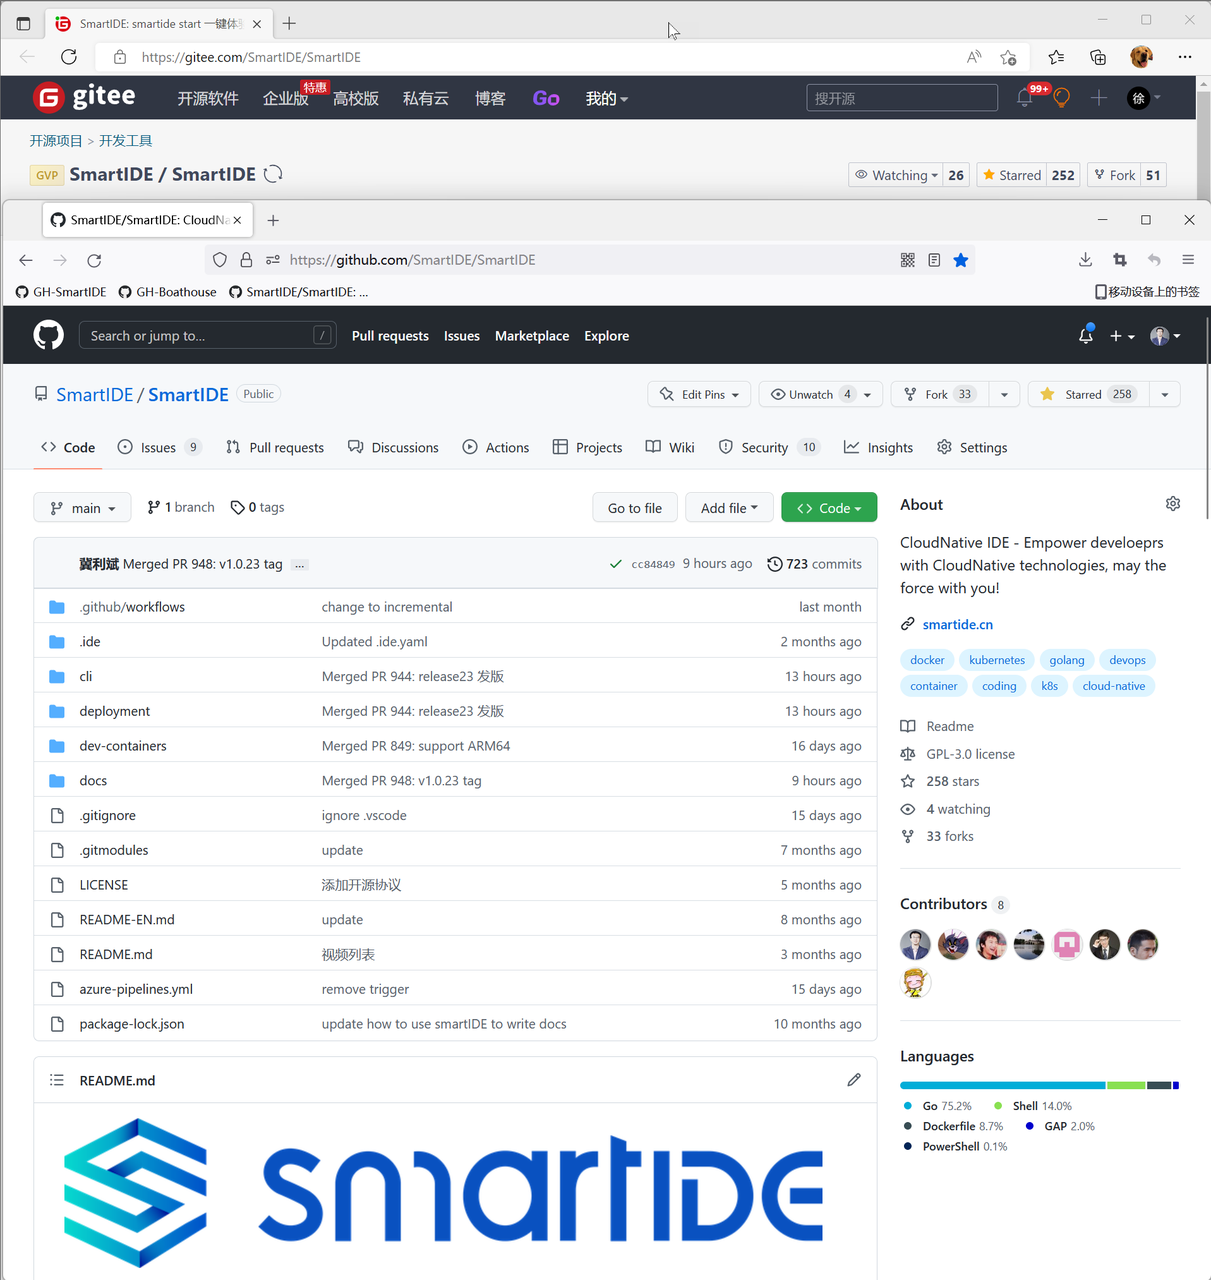 SmartIDE: smartide start 一键体
https://gitee.com/SmartIDE/SmartIDE
gitee 开源软件 企业版 特惠 高校版 私有云 博客 Go 我的 搜开源 99+ 徐
开源项目 > 开发工具
GVP SmartIDE / SmartIDE Watching 26 Starred 252 Fork 51
SmartIDE/SmartIDE: CloudNa
https://github.com/SmartIDE/SmartIDE
GH-SmartIDE GH-Boathouse SmartIDE/SmartIDE: ... 移动设备上的书签
Search or jump to... / Pull requests Issues Marketplace Explore
SmartIDE / SmartIDE Public Edit Pins Unwatch 4 Fork 33 Starred 258
Code Issues 9 Pull requests Discussions Actions Projects Wiki Security 10 Insights Settings
main 1 branch 0 tags Go to file Add file Code
冀利斌 Merged PR 948: v1.0.23 tag ... cc84849 9 hours ago 723 commits
.github/workflows change to incremental last month
.ide Updated .ide.yaml 2 months ago
cli Merged PR 944: release23 发版 13 hours ago
deployment Merged PR 944: release23 发版 13 hours ago
dev-containers Merged PR 849: support ARM64 16 days ago
docs Merged PR 948: v1.0.23 tag 9 hours ago
.gitignore ignore .vscode 15 days ago
.gitmodules update 7 months ago
LICENSE 添加开源协议 5 months ago
README-EN.md update 8 months ago
README.md 视频列表 3 months ago
azure-pipelines.yml remove trigger 15 days ago
package-lock.json update how to use smartIDE to write docs 10 months ago
README.md
smartIDE
About
CloudNative IDE - Empower develoeprs
with CloudNative technologies, may the
force with you!
smartide.cn
docker kubernetes golang devops
container coding k8s cloud-native
Readme
GPL-3.0 license
258 stars
4 watching
33 forks
Contributors 8
Languages
Go 75.2% Shell 14.0%
Dockerfile 8.7% GAP 2.0%
PowerShell 0.1%